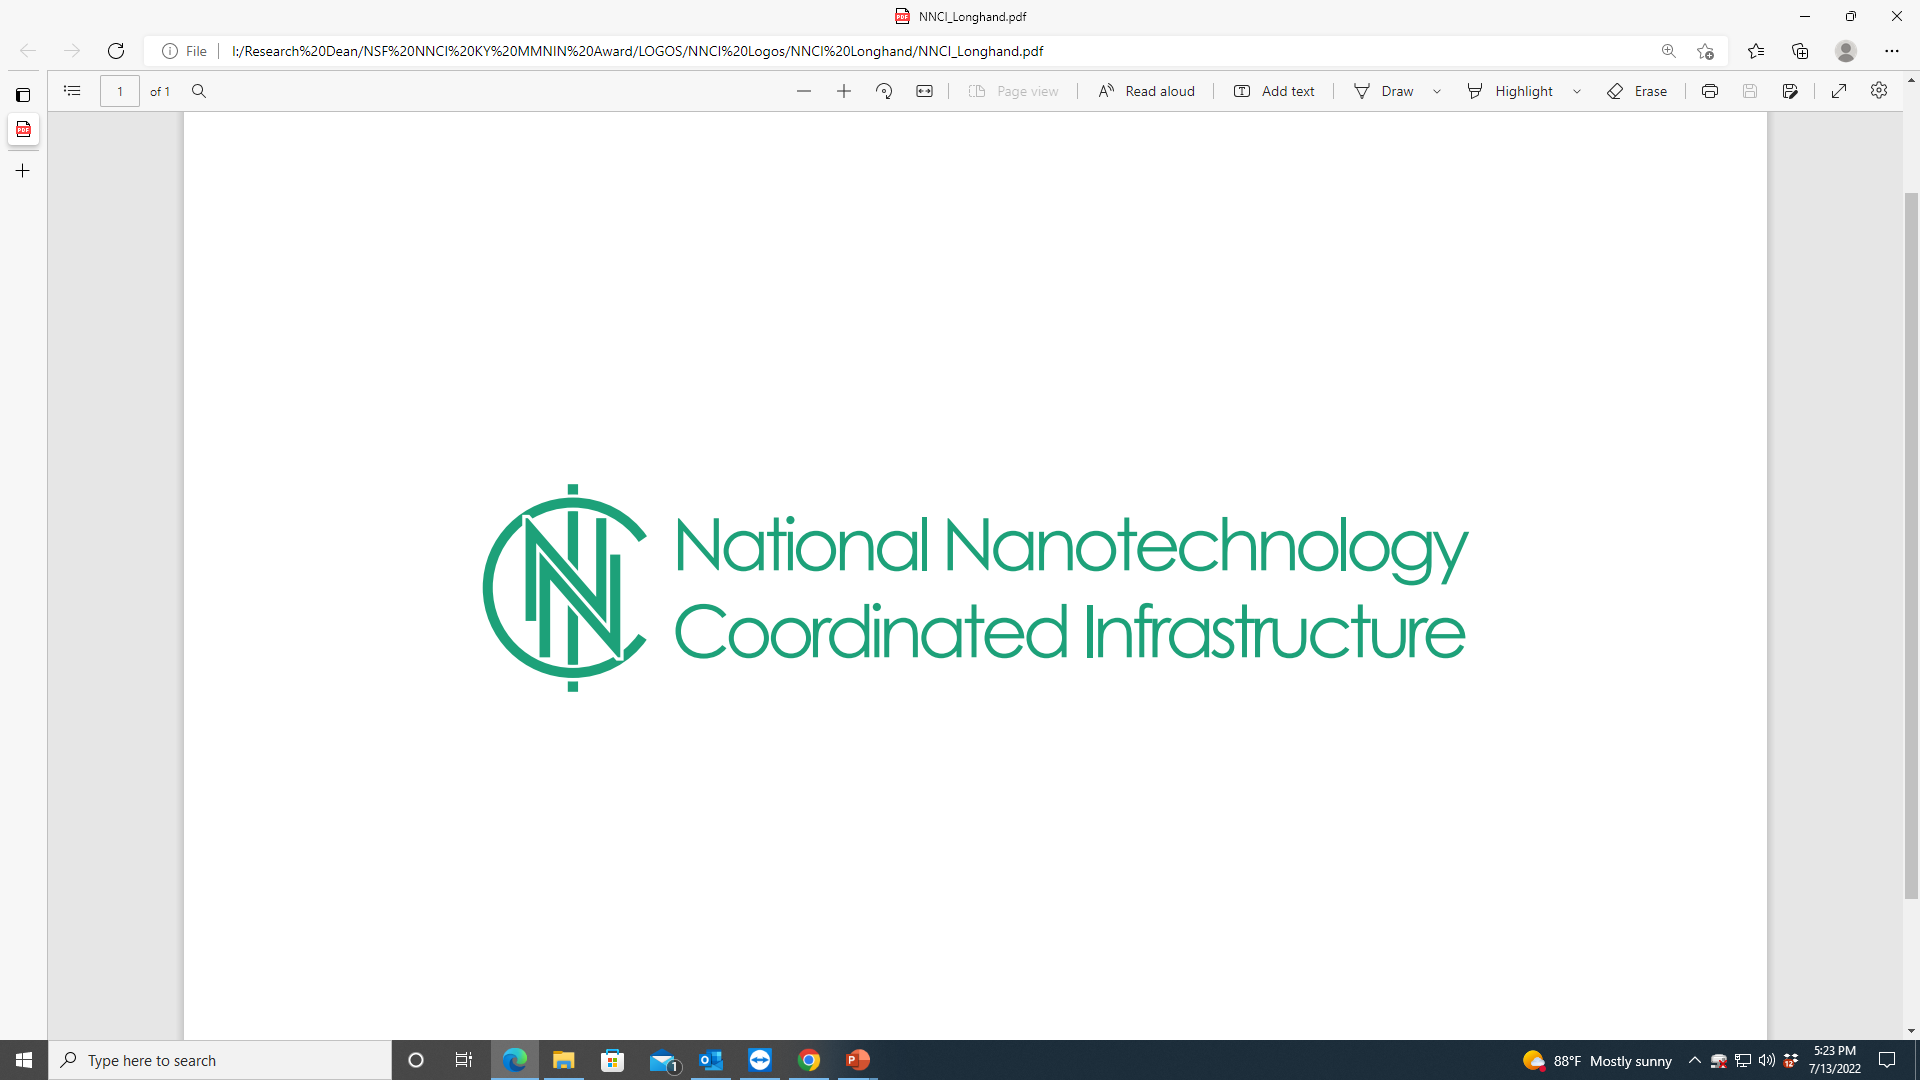 NNCI_Longhand.pdf
File
I:/Research%20Dean/NSF%20NNCI%20KY%20MMNIN%20Award/LOGOS/NNCI%20Logos/NNCI%20Longhand/NNCI_Longhand.pdf
1 of 1
Page view
Read aloud
Add text
Draw
Highlight
Erase
National Nanotechnology
Coordinated Infrastructure
Type here to search
1
88°F Mostly sunny
12
5:23 PM
7/13/2022